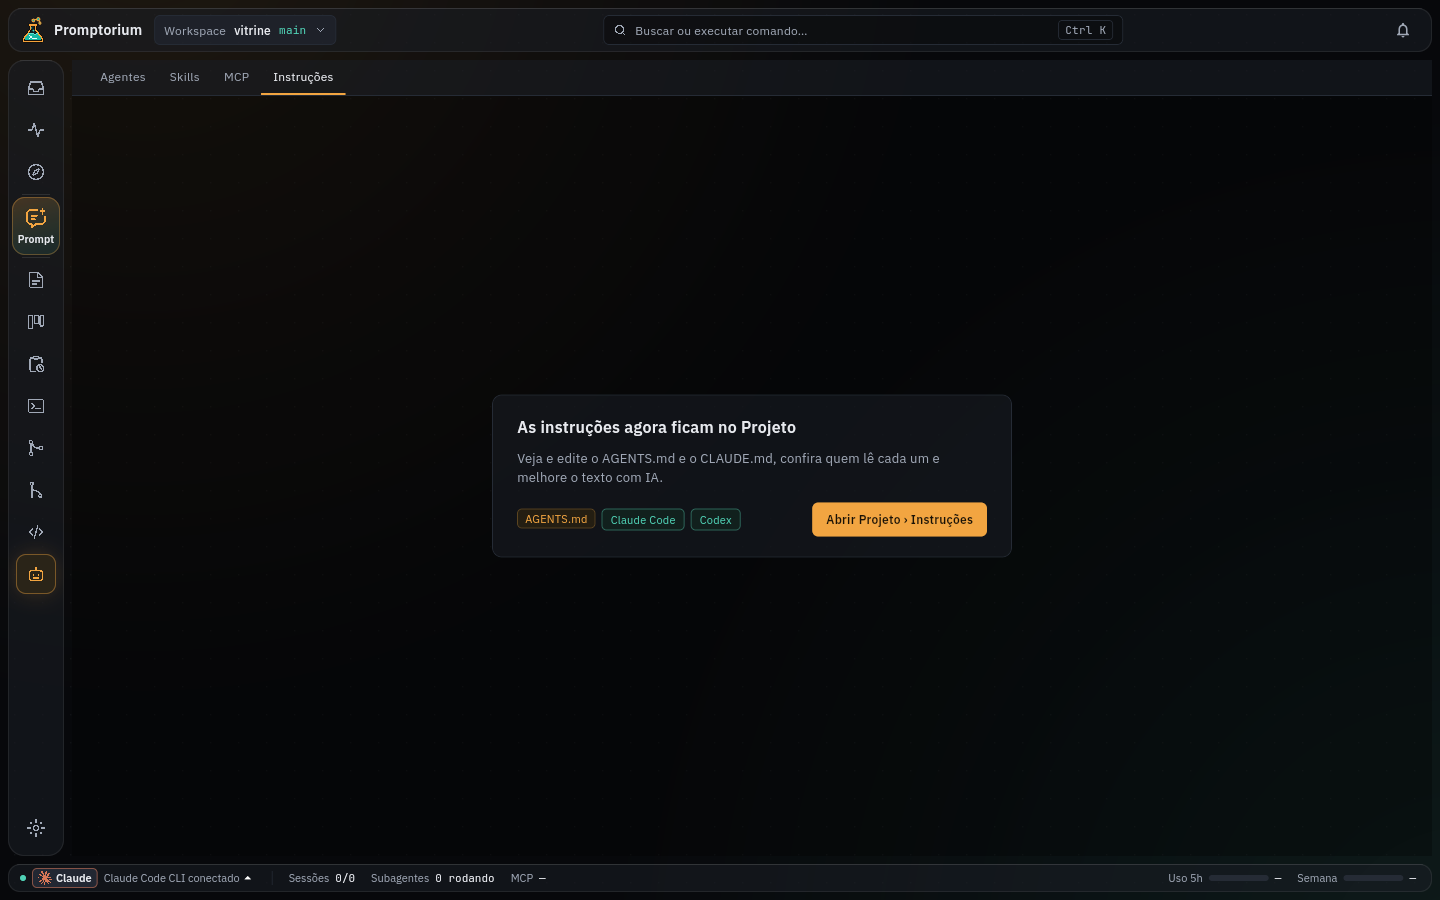 Promptorium
Workspace vitrine main
Buscar ou executar comando...
Ctrl K
Agentes Skills MCP Instruções
Prompt
As instruções agora ficam no Projeto
Veja e edite o AGENTS.md e o CLAUDE.md, confira quem lê cada um e
melhore o texto com IA.
AGENTS.md Claude Code Codex
Abrir Projeto › Instruções
Claude Claude Code CLI conectado Sessões 0/0 Subagentes 0 rodando MCP — Uso 5h — Semana —